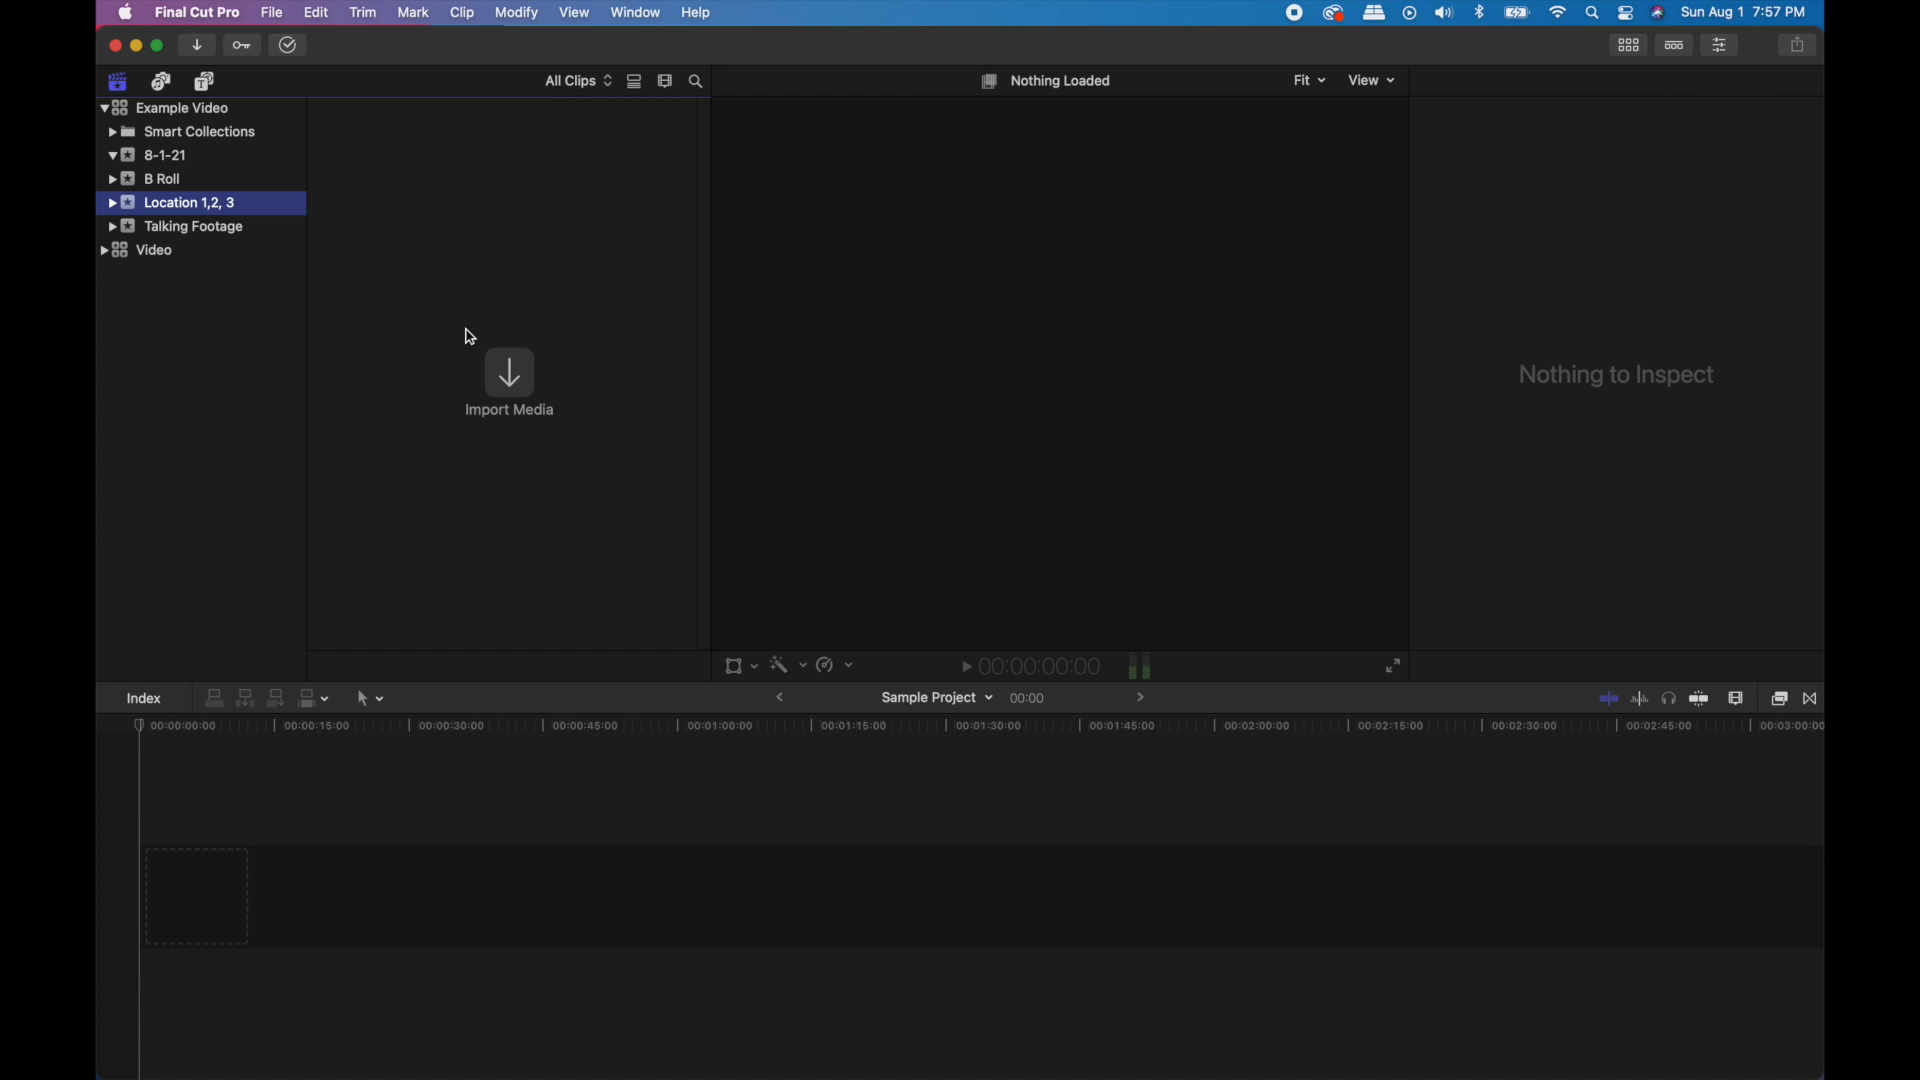 Final Cut Pro File Edit Trim Mark Clip Modify View Window Help Sun Aug 1 7:57 PM
All Clips Nothing Loaded Fit View
Example Video
Smart Collections
8-1-21
B Roll
Location 1,2, 3
Talking Footage
Video
Import Media
Nothing to Inspect
00:00:00:00
Index Sample Project 00:00
00:00:00:00 00:00:15:00 00:00:30:00 00:00:45:00 00:01:00:00 00:01:15:00 00:01:30:00 00:01:45:00 00:02:00:00 00:02:15:00 00:02:30:00 00:02:45:00 00:03:00:00